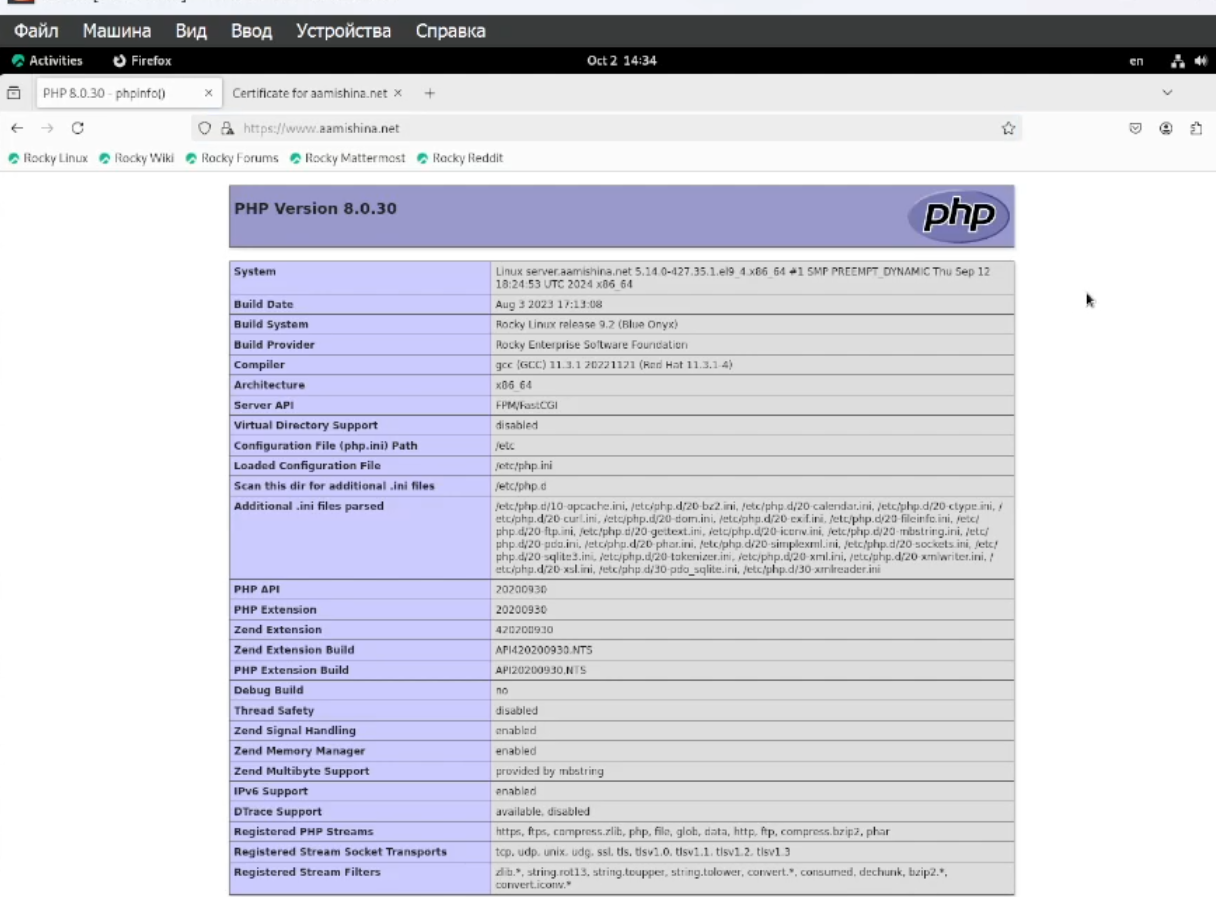 Файл Машина Вид Ввод Устройства Справка
Activities Firefox Oct 2 14:34 en
PHP 8.0.30 - phpinfo() × Certificate for aamishina.net × +
https://www.aamishina.net
Rocky Linux Rocky Wiki Rocky Forums Rocky Mattermost Rocky Reddit
PHP Version 8.0.30 php
System Linux server.aamishina.net 5.14.0-427.35.1.el9_4.x86_64 #1 SMP PREEMPT_DYNAMIC Thu Sep 12
18:24:53 UTC 2024 x86_64
Build Date Aug 3 2023 17:13:08
Build System Rocky Linux release 9.2 (Blue Onyx)
Build Provider Rocky Enterprise Software Foundation
Compiler gcc (GCC) 11.3.1 20221121 (Red Hat 11.3.1-4)
Architecture x86_64
Server API FPM/FastCGI
Virtual Directory Support disabled
Configuration File (php.ini) Path /etc
Loaded Configuration File /etc/php.ini
Scan this dir for additional .ini files /etc/php.d
Additional .ini files parsed /etc/php.d/10-opcache.ini, /etc/php.d/20-bz2.ini, /etc/php.d/20-calendar.ini, /etc/php.d/20-ctype.ini, /
etc/php.d/20-curl.ini, /etc/php.d/20-dom.ini, /etc/php.d/20-exif.ini, /etc/php.d/20-fileinfo.ini, /etc/
php.d/20-ftp.ini, /etc/php.d/20-gettext.ini, /etc/php.d/20-iconv.ini, /etc/php.d/20-mbstring.ini, /etc/
php.d/20-pdo.ini, /etc/php.d/20-phar.ini, /etc/php.d/20-simplexml.ini, /etc/php.d/20-sockets.ini, /etc/
php.d/20-sqlite3.ini, /etc/php.d/20-tokenizer.ini, /etc/php.d/20-xml.ini, /etc/php.d/20-xmlwriter.ini, /
etc/php.d/20-xsl.ini, /etc/php.d/30-pdo_sqlite.ini, /etc/php.d/30-xmlreader.ini
PHP API 20200930
PHP Extension 20200930
Zend Extension 420200930
Zend Extension Build API420200930,NTS
PHP Extension Build API20200930,NTS
Debug Build no
Thread Safety disabled
Zend Signal Handling enabled
Zend Memory Manager enabled
Zend Multibyte Support provided by mbstring
IPv6 Support enabled
DTrace Support available, disabled
Registered PHP Streams https, ftps, compress.zlib, php, file, glob, data, http, ftp, compress.bzip2, phar
Registered Stream Socket Transports tcp, udp, unix, udg, ssl, tls, tlsv1.0, tlsv1.1, tlsv1.2, tlsv1.3
Registered Stream Filters zlib.*, string.rot13, string.toupper, string.tolower, convert.*, consumed, dechunk, bzip2.*,
convert.iconv.*